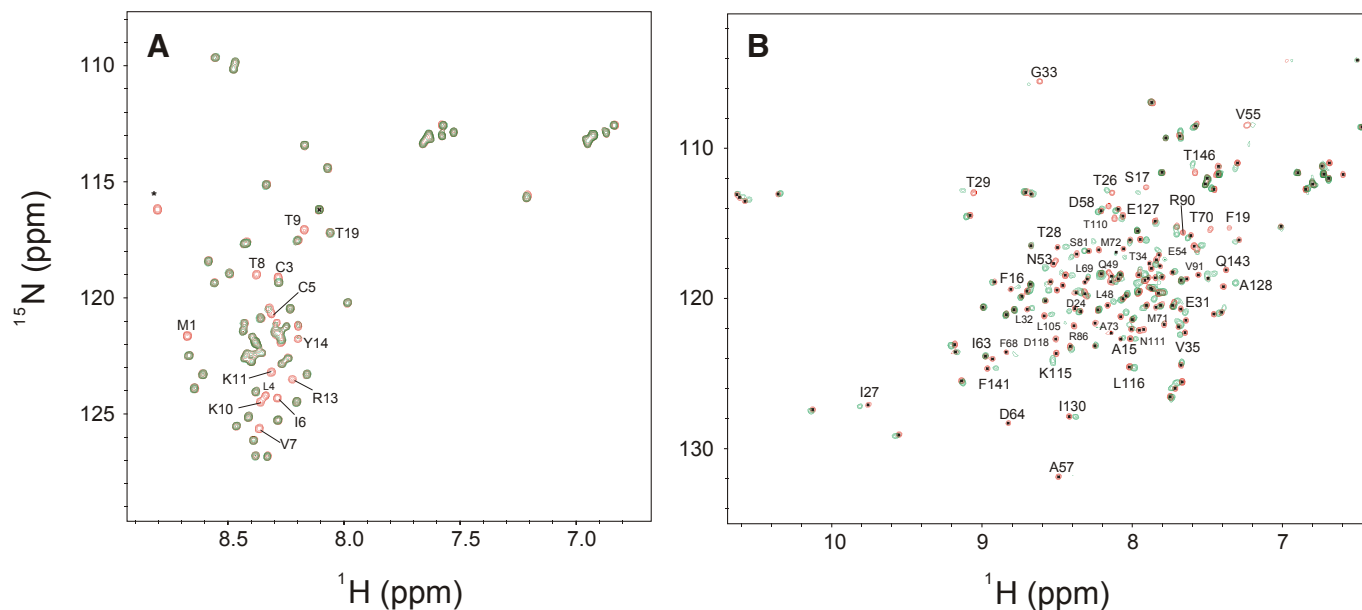 A
B
110
115
120
125
15N (ppm)
8.5
8.0
7.5
7.0
1H (ppm)
*
T9
T19
T8
C3
C5
M1
Y14
K11
L4
K10
R13
I6
V7
110
120
130
10
9
8
7
1H (ppm)
G33
V55
T146
T29
T26
S17
D58
E127
R90
T70
F19
T110
T28
S81
M72
E54
T34
N53
L69
Q49
V91
Q143
F16
A128
D24
L48
E31
L32
L105
A73
M71
D118
R86
N111
I63
F68
A15
V35
F141
K115
L116
I27
D64
I130
A57